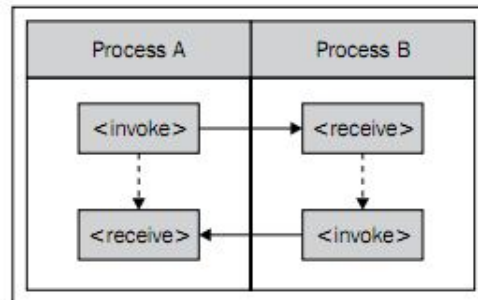 Process A
Process B
<invoke>
<receive>
<receive>
<invoke>